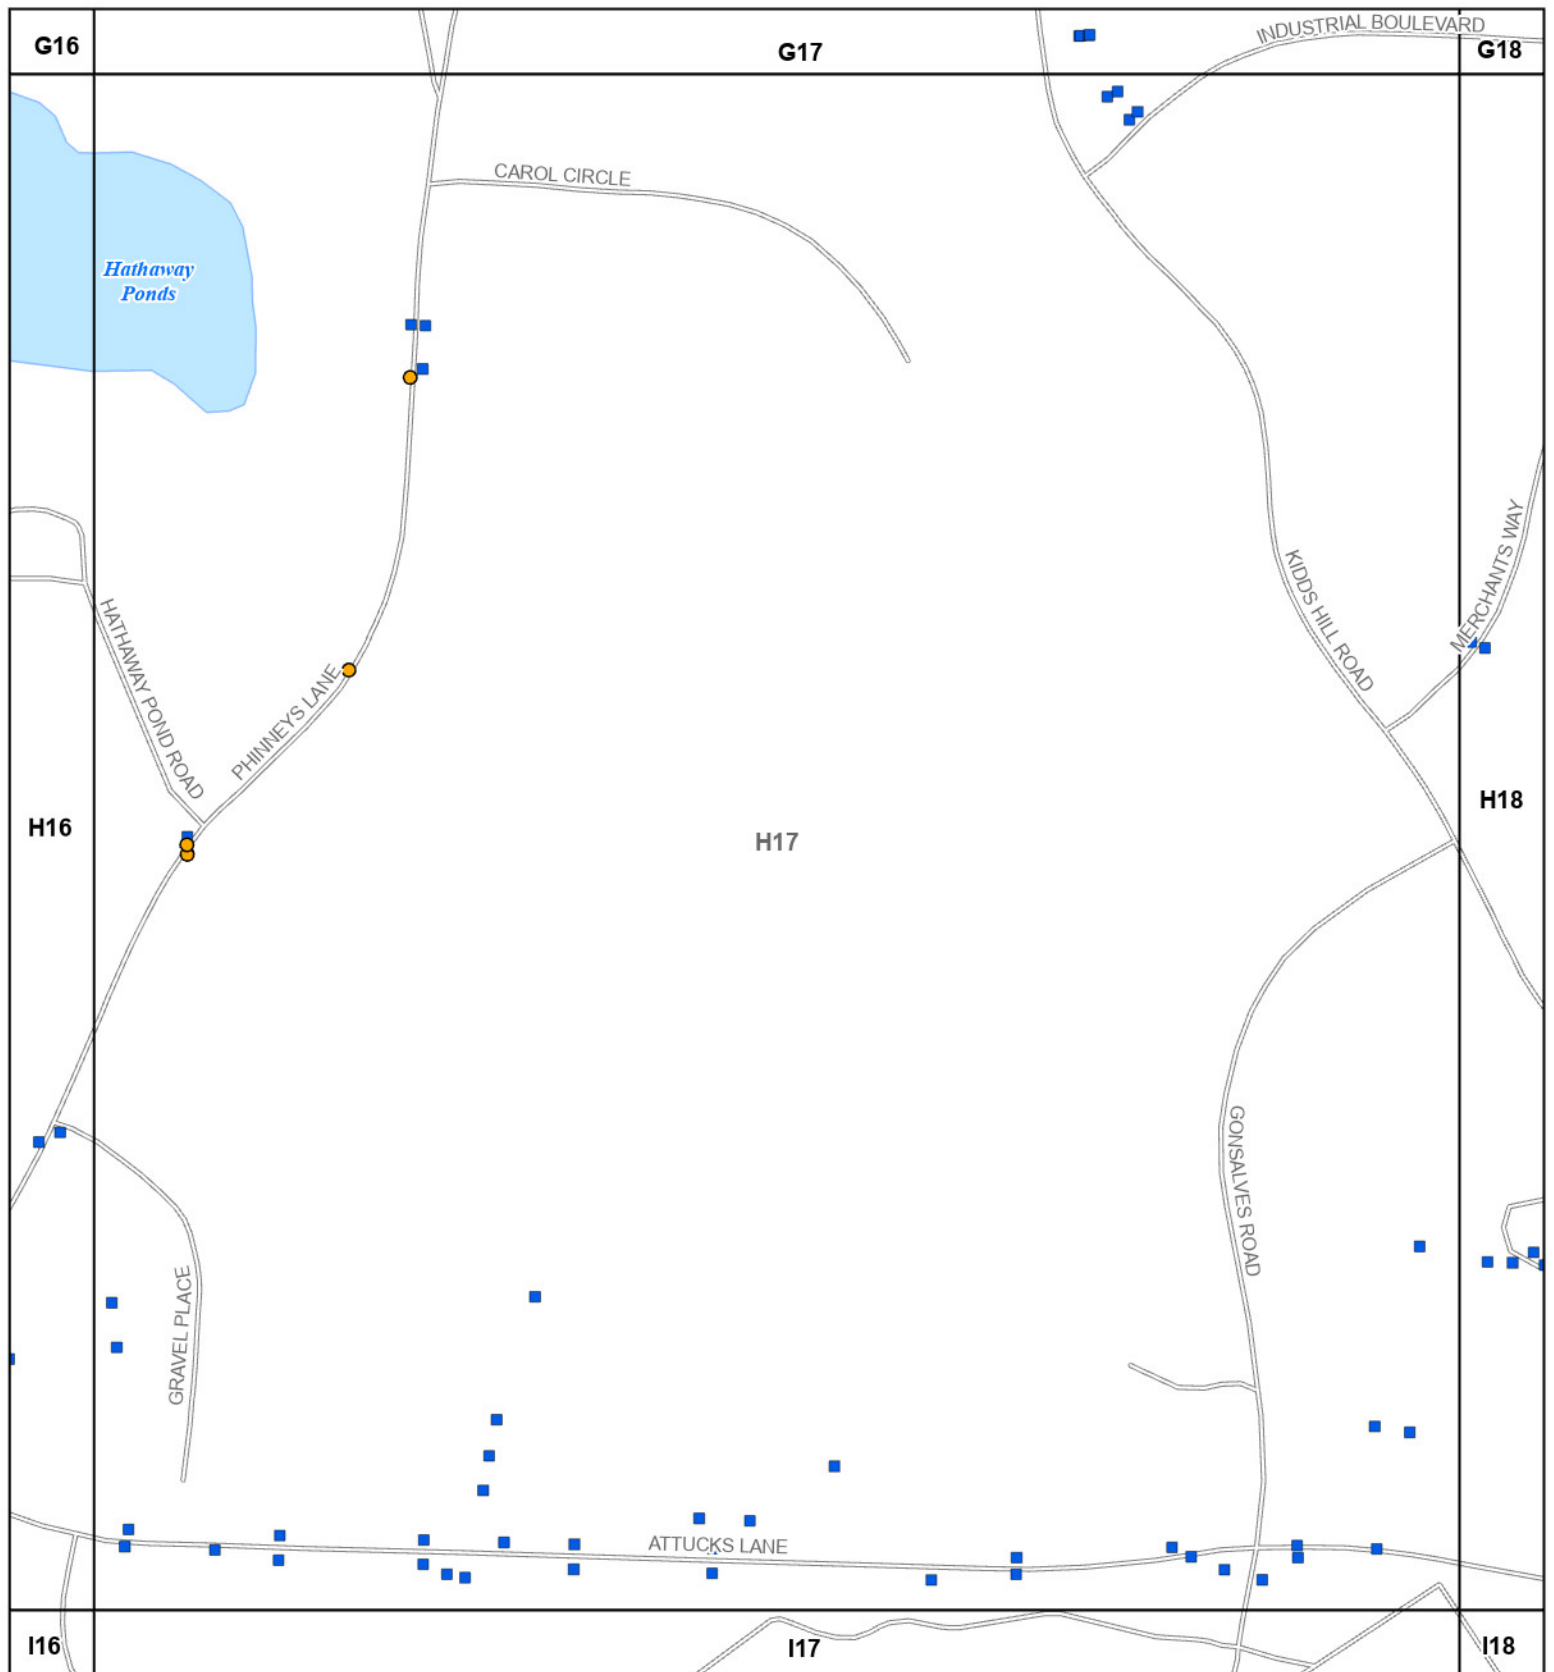 INDUSTRIAL BOULEVARD
G16
G17
G18
CAROL CIRCLE
Hathaway
Ponds
MERCHANTS WAY
KIDDS HILL ROAD
HATHAWAY POND ROAD
PHINNEYS LANE
H16
H17
H18
GONSALVES ROAD
GRAVEL PLACE
ATTUCKS LANE
I16
I17
I18